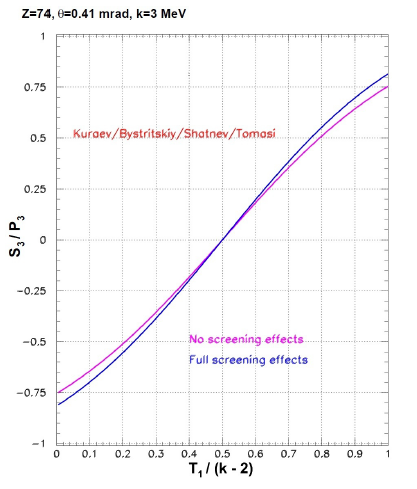 Z=74, θ=0.41 mrad, k=3 MeV
1
0.75
Kuraev/Bystritskiy/Shatnev/Tomasi
0.5
0.25
S3 / P3
0
−0.25
No screening effects
−0.5
Full screening effects
−0.75
−1
0 0.1 0.2 0.3 0.4 0.5 0.6 0.7 0.8 0.9 1
T1 / (k - 2)